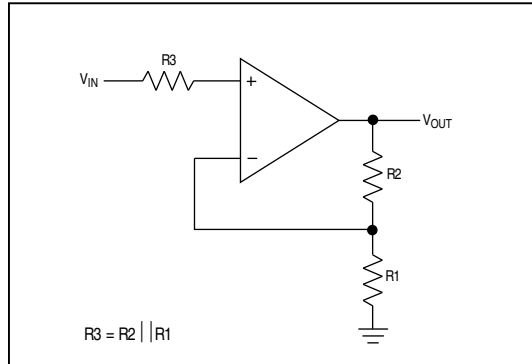 R3
VIN
+
VOUT
−
R2
R1
R3 = R2 || R1